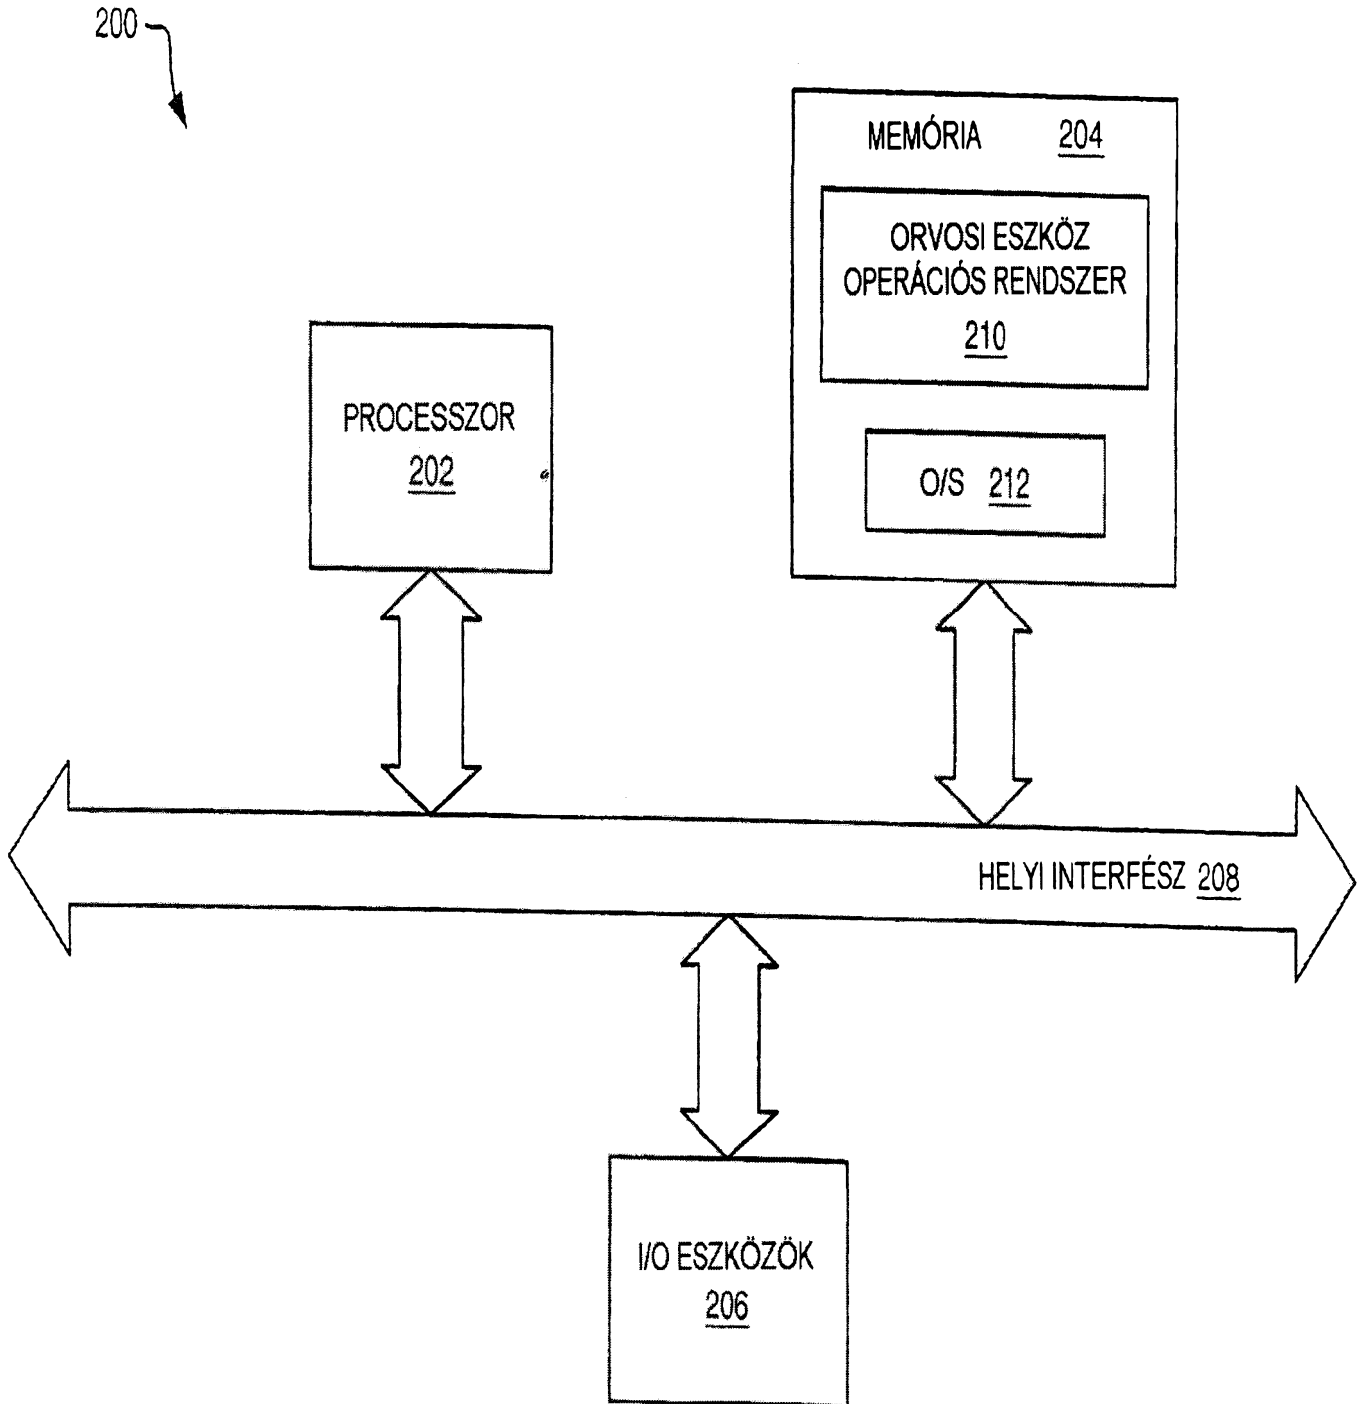 200
MEMÓRIA 204
ORVOSI ESZKÖZ
OPERÁCIÓS RENDSZER
210
PROCESSZOR
202
O/S 212
HELYI INTERFÉSZ 208
I/O ESZKÖZÖK
206